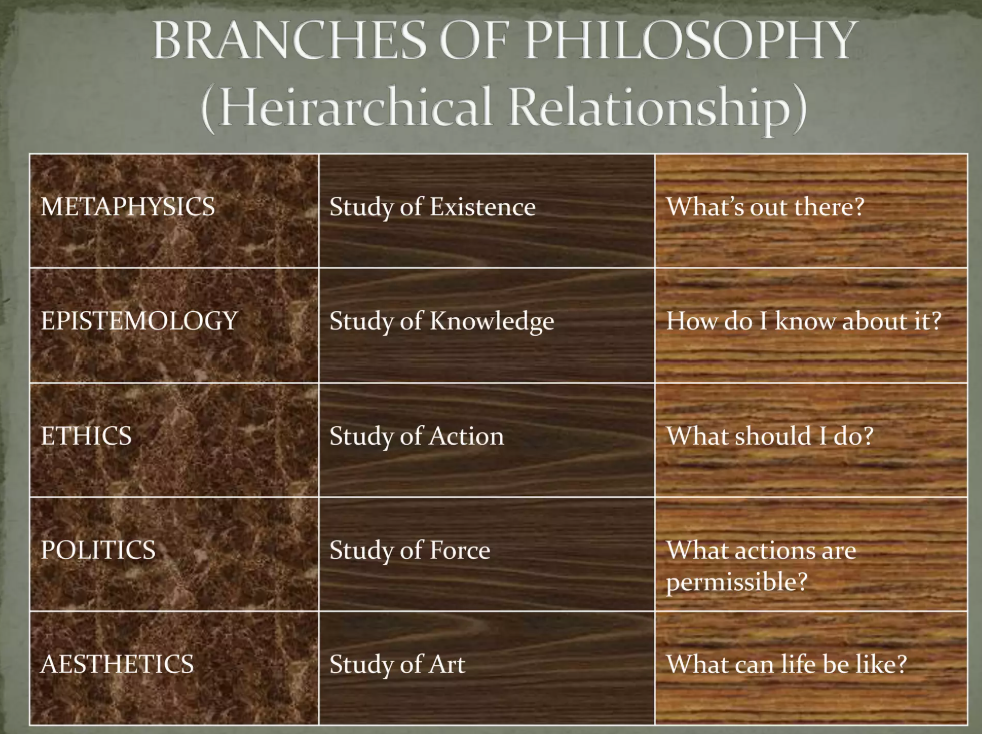 BRANCHES OF PHILOSOPHY
(Heirarchical Relationship)
METAPHYSICS
Study of Existence
What’s out there?
EPISTEMOLOGY
Study of Knowledge
How do I know about it?
ETHICS
Study of Action
What should I do?
POLITICS
Study of Force
What actions are
permissible?
AESTHETICS
Study of Art
What can life be like?